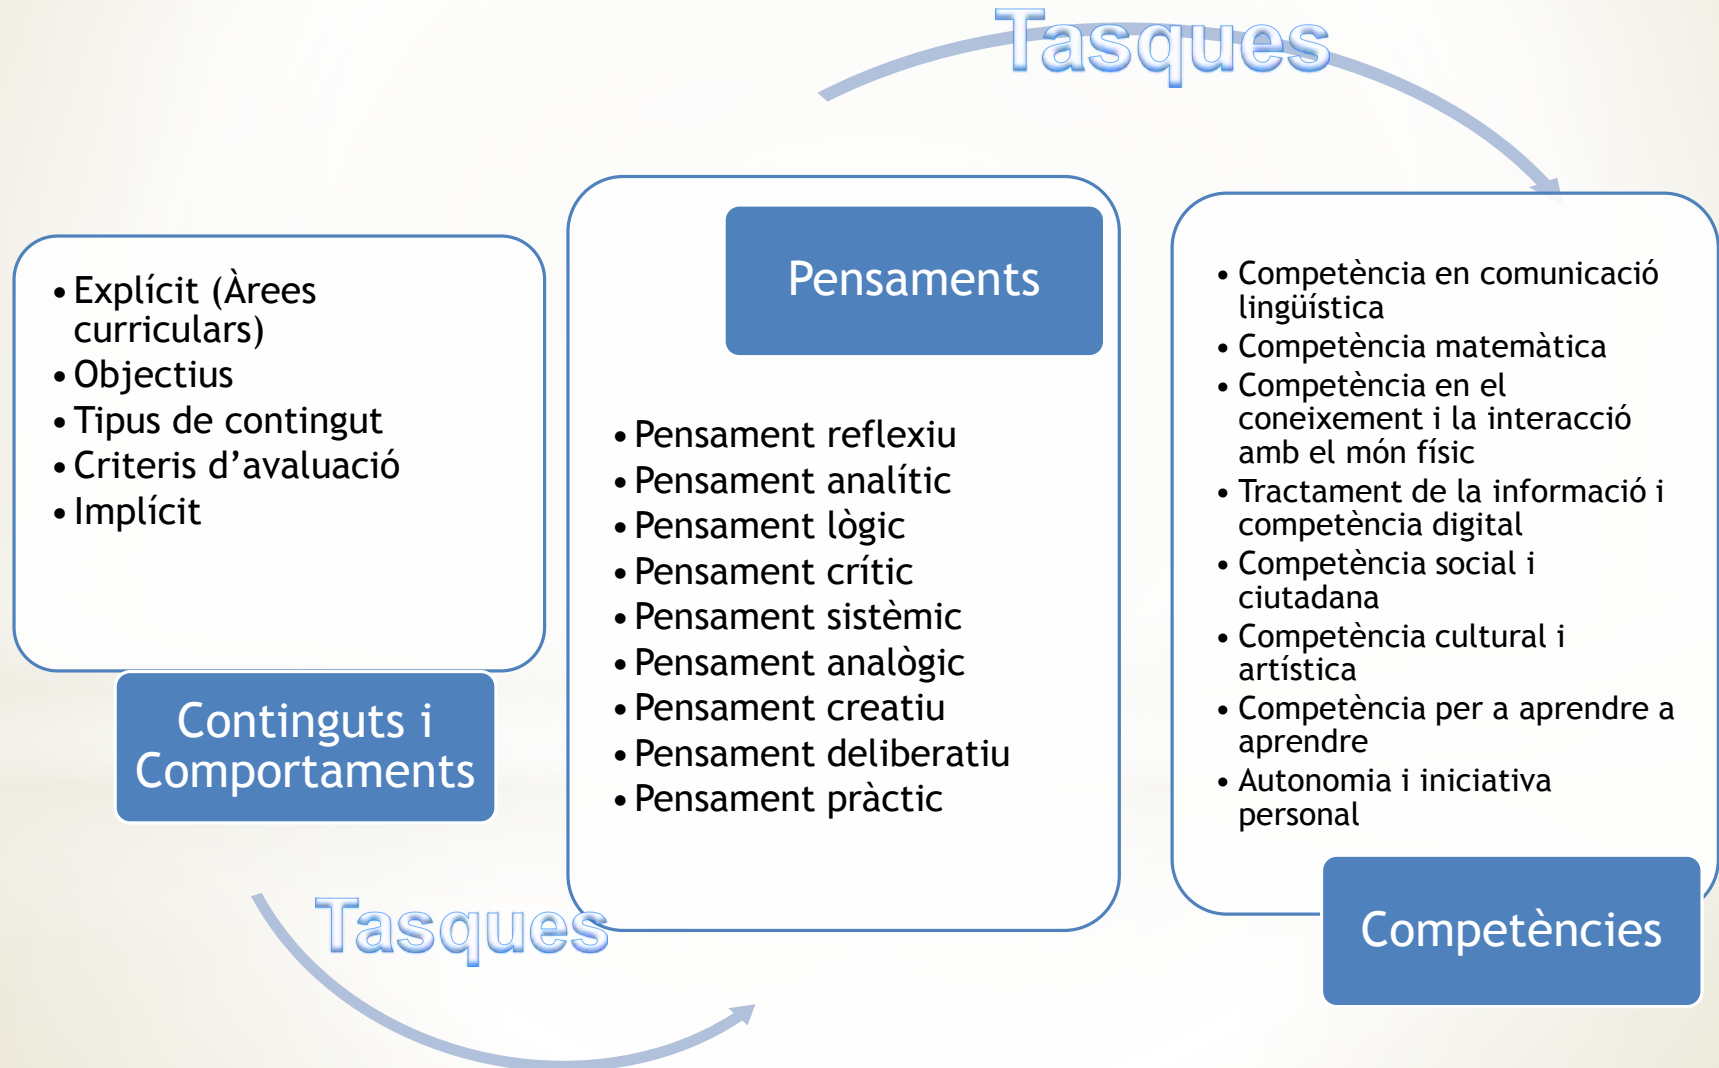 Tasques
• Explícit (Àrees
curriculars)
• Objectius
• Tipus de contingut
• Criteris d’avaluació
• Implícit
Continguts i
Comportaments
Tasques
Pensaments
• Pensament reflexiu
• Pensament analític
• Pensament lògic
• Pensament crític
• Pensament sistèmic
• Pensament analògic
• Pensament creatiu
• Pensament deliberatiu
• Pensament pràctic
• Competència en comunicació
lingüística
• Competència matemàtica
• Competència en el
coneixement i la interacció
amb el món físic
• Tractament de la informació i
competència digital
• Competència social i
ciutadana
• Competència cultural i
artística
• Competència per a aprendre a
aprendre
• Autonomia i iniciativa
personal
Competències